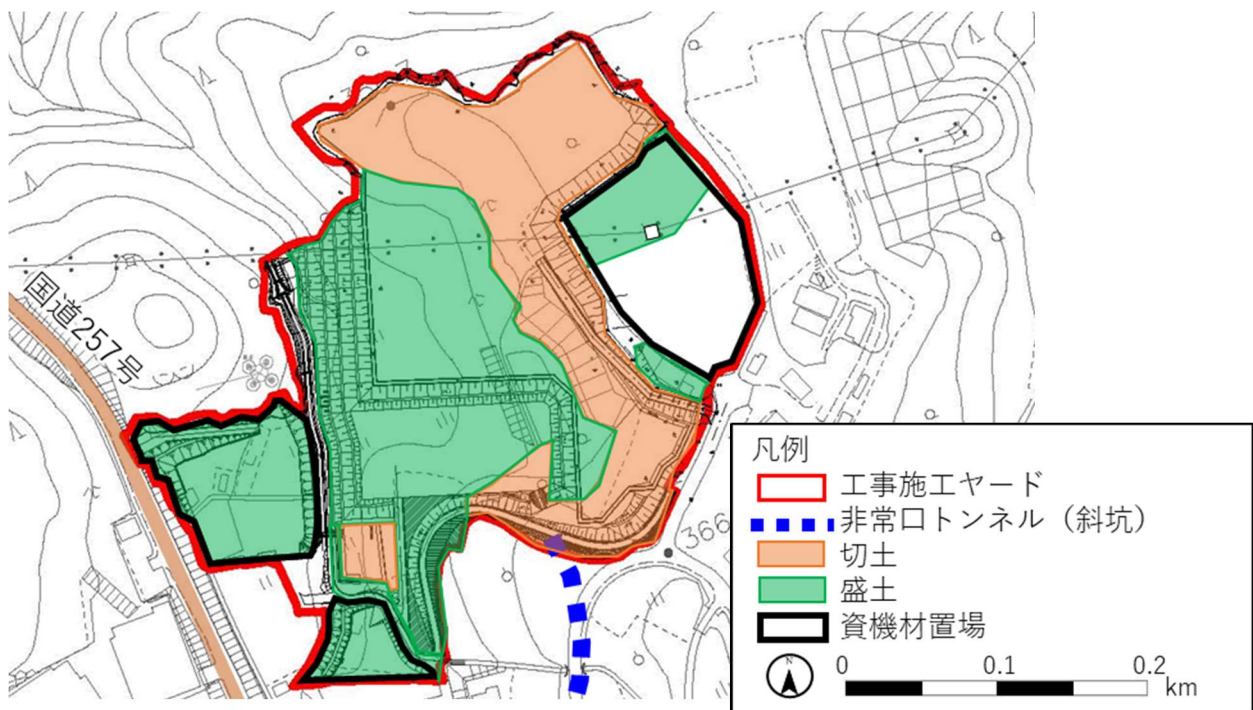 国道257号
366
凡例
工事施工ヤード
非常口トンネル（斜坑）
切土
盛土
資機材置場
N
0 0.1 0.2
km